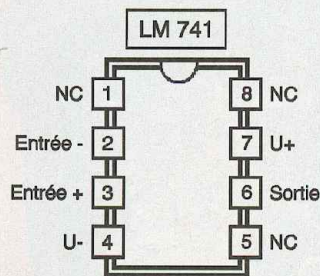 LM 741
NC 1 8 NC
Entrée - 2 7 U+
Entrée + 3 6 Sortie
U- 4 5 NC